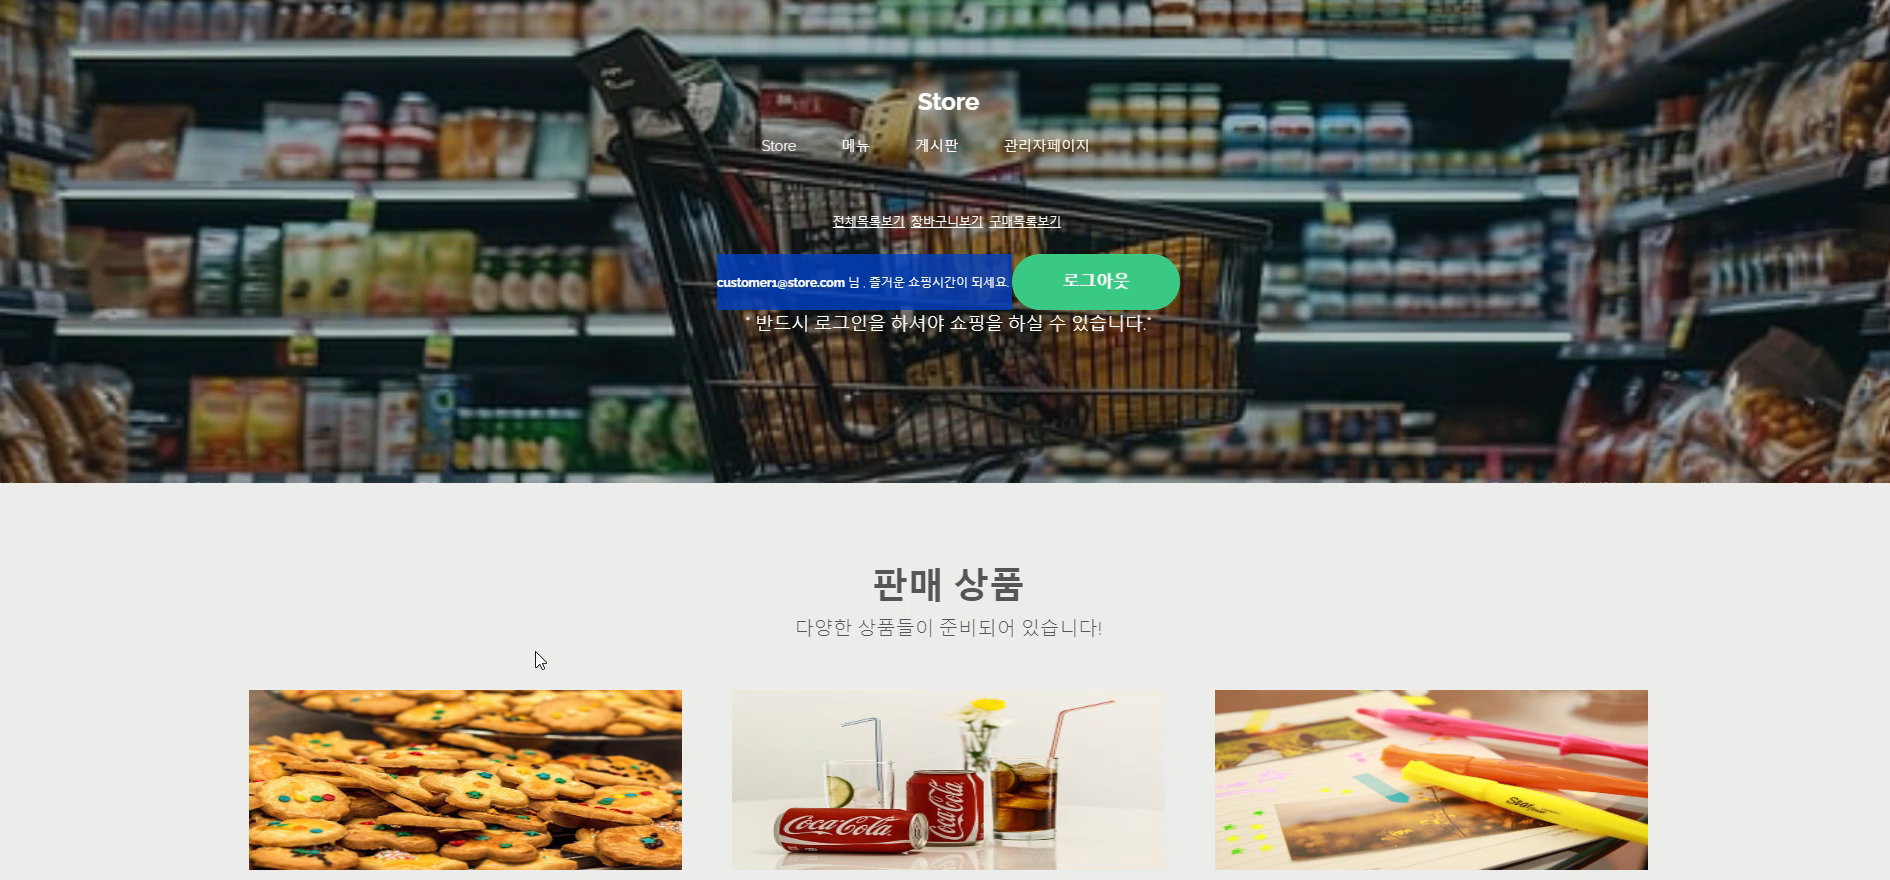 Store
Store 메뉴 게시판 관리자페이지
전체목록보기 장바구니보기 구매목록보기
customer1@store.com 님 , 즐거운 쇼핑시간이 되세요. 로그아웃
* 반드시 로그인을 하셔야 쇼핑을 하실 수 있습니다.*
판매 상품
다양한 상품들이 준비되어 있습니다!
Coca-Cola Coca-Cola